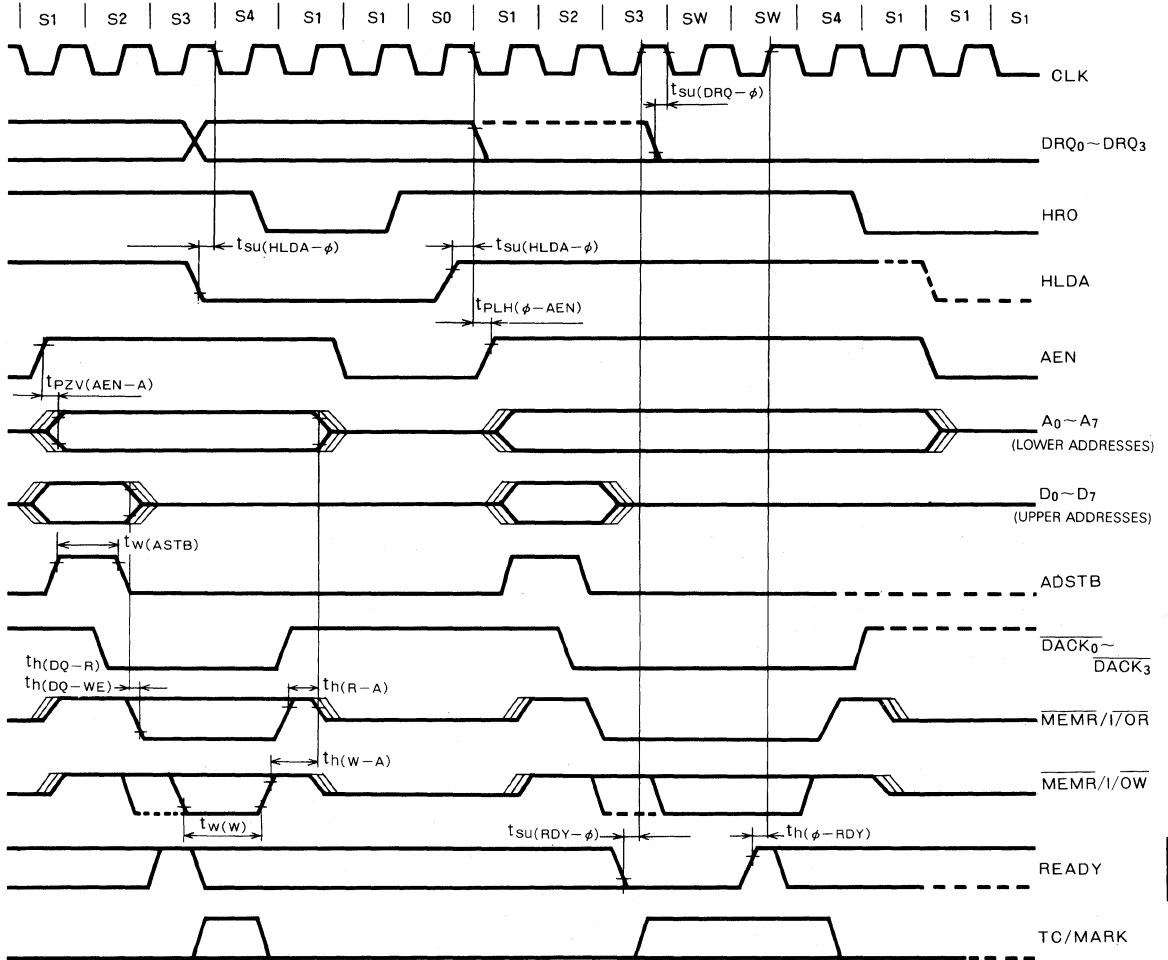 S1 S2 S3 S4 S1 S1 S0 S1 S2 S3 SW SW S4 S1 S1 S1
CLK
tsu(DRQ-φ)
DRQ0~DRQ3
HRO
tsu(HLDA-φ) tsu(HLDA-φ)
HLDA
tPLH(φ-AEN)
AEN
tPZV(AEN-A)
A0~A7
(LOWER ADDRESSES)
D0~D7
(UPPER ADDRESSES)
tW(ASTB)
ADSTB
DACK0~
DACK3
th(DQ-R)
th(DQ-WE) th(R-A)
MEMR/I/OR
th(W-A)
MEMR/I/OW
tW(W) tsu(RDY-φ) th(φ-RDY)
READY
TC/MARK